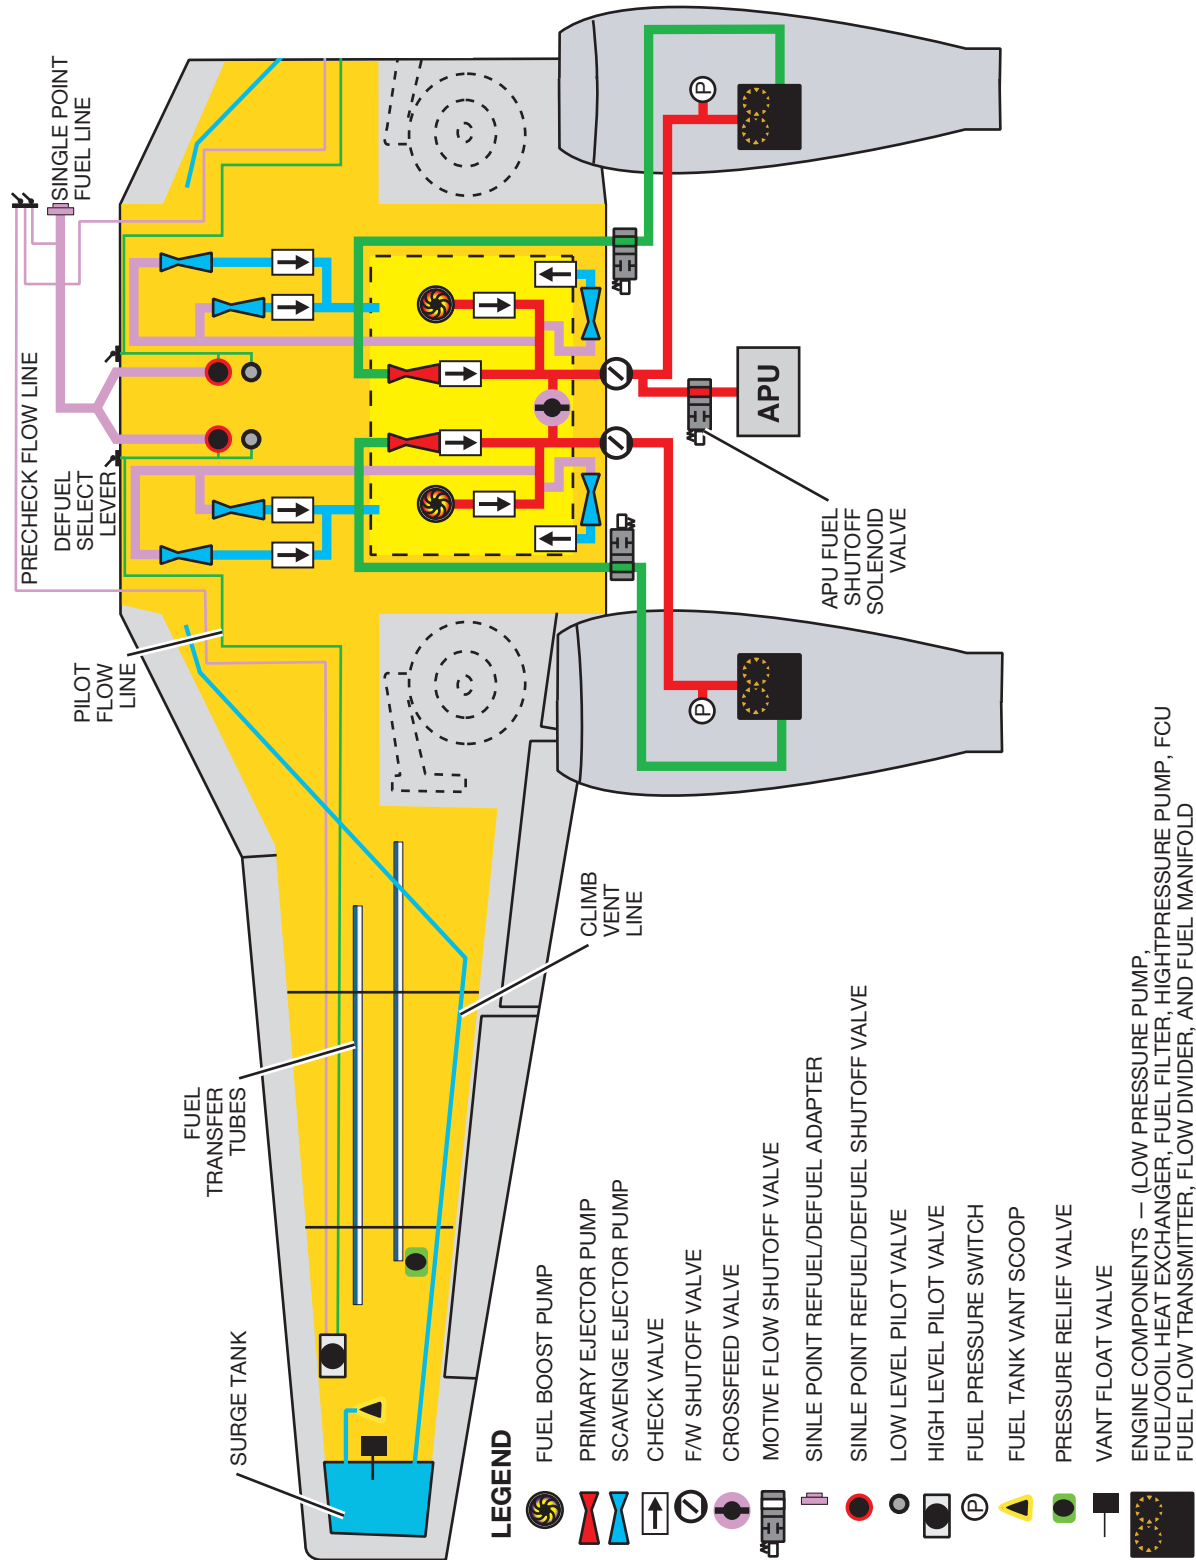 SINGLE POINT
FUEL LINE
PRECHECK FLOW LINE
DEFUEL
SELECT
LEVER
PILOT
FLOW
LINE
FUEL
TRANSFER
TUBES
SURGE TANK
CLIMB
VENT
LINE
APU FUEL
SHUTOFF
SOLENOID
VALVE
APU
P
P
LEGEND
FUEL BOOST PUMP
PRIMARY EJECTOR PUMP
SCAVENGE EJECTOR PUMP
CHECK VALVE
F/W SHUTOFF VALVE
CROSSFEED VALVE
MOTIVE FLOW SHUTOFF VALVE
SINLE POINT REFUEL/DEFUEL ADAPTER
SINLE POINT REFUEL/DEFUEL SHUTOFF VALVE
LOW LEVEL PILOT VALVE
HIGH LEVEL PILOT VALVE
P FUEL PRESSURE SWITCH
FUEL TANK VANT SCOOP
PRESSURE RELIEF VALVE
VANT FLOAT VALVE
ENGINE COMPONENTS – (LOW PRESSURE PUMP,
FUEL/OOIL HEAT EXCHANGER, FUEL FILTER, HIGHTPRESSURE PUMP, FCU
FUEL FLOW TRANSMITTER, FLOW DIVIDER, AND FUEL MANIFOLD